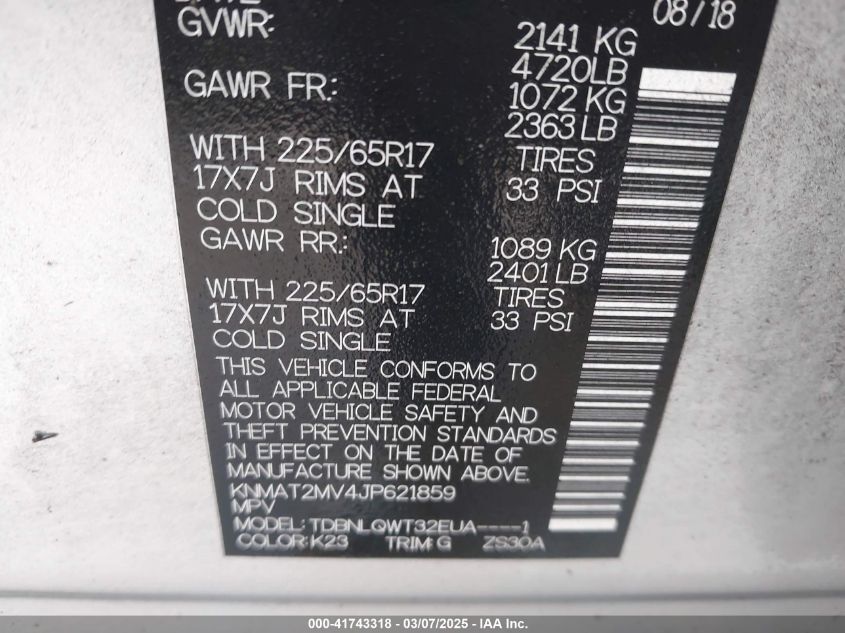 08/18
GVWR: 2141 KG
4720LB
GAWR FR: 1072 KG
2363 LB
WITH 225/65R17 TIRES
17X7J RIMS AT 33 PSI
COLD SINGLE
GAWR RR: 1089 KG
2401 LB
WITH 225/65R17 TIRES
17X7J RIMS AT 33 PSI
COLD SINGLE
THIS VEHICLE CONFORMS TO
ALL APPLICABLE FEDERAL
MOTOR VEHICLE SAFETY AND
THEFT PREVENTION STANDARDS
IN EFFECT ON THE DATE OF
MANUFACTURE SHOWN ABOVE.
KNMAT2MV4JP621859
MPV
MODEL: TDBNLQWT32EUA----1
COLOR: K23 TRIM: G ZS30A
000-41743318 - 03/07/2025 - IAA Inc.